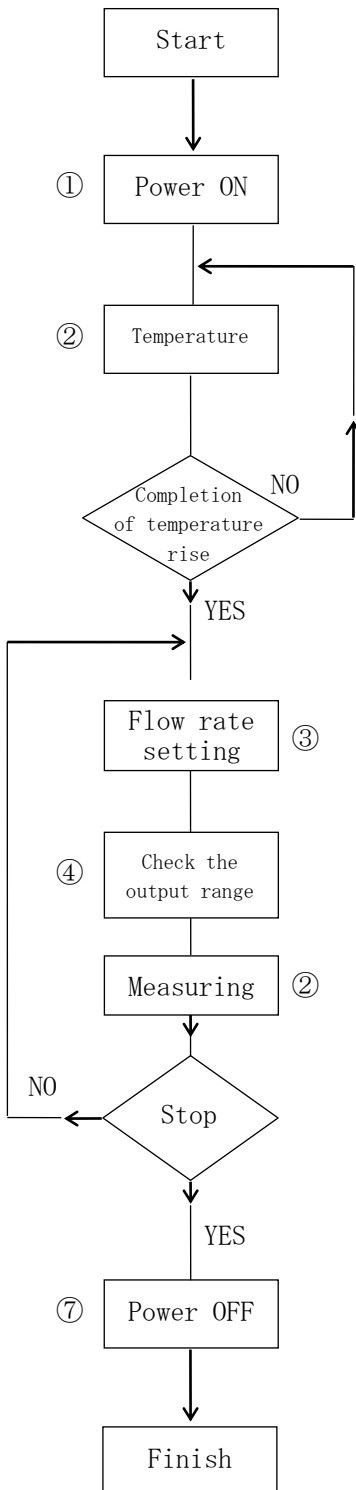 Start
①
Power ON
②
Temperature
NO
Completion
of temperature
rise
YES
Flow rate
setting
③
④
Check the
output range
Measuring
②
NO
Stop
YES
⑦
Power OFF
Finish